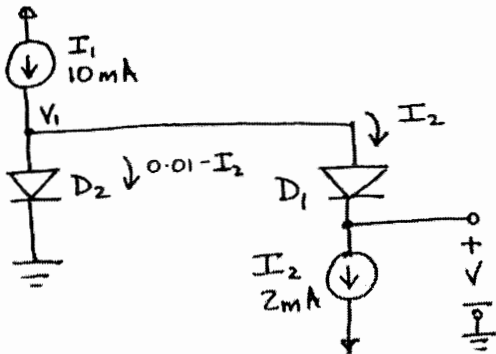 I₁
10mA
V₁
I₂
D₂
0.01-I₂
D₁
I₂
2mA
+
V
-